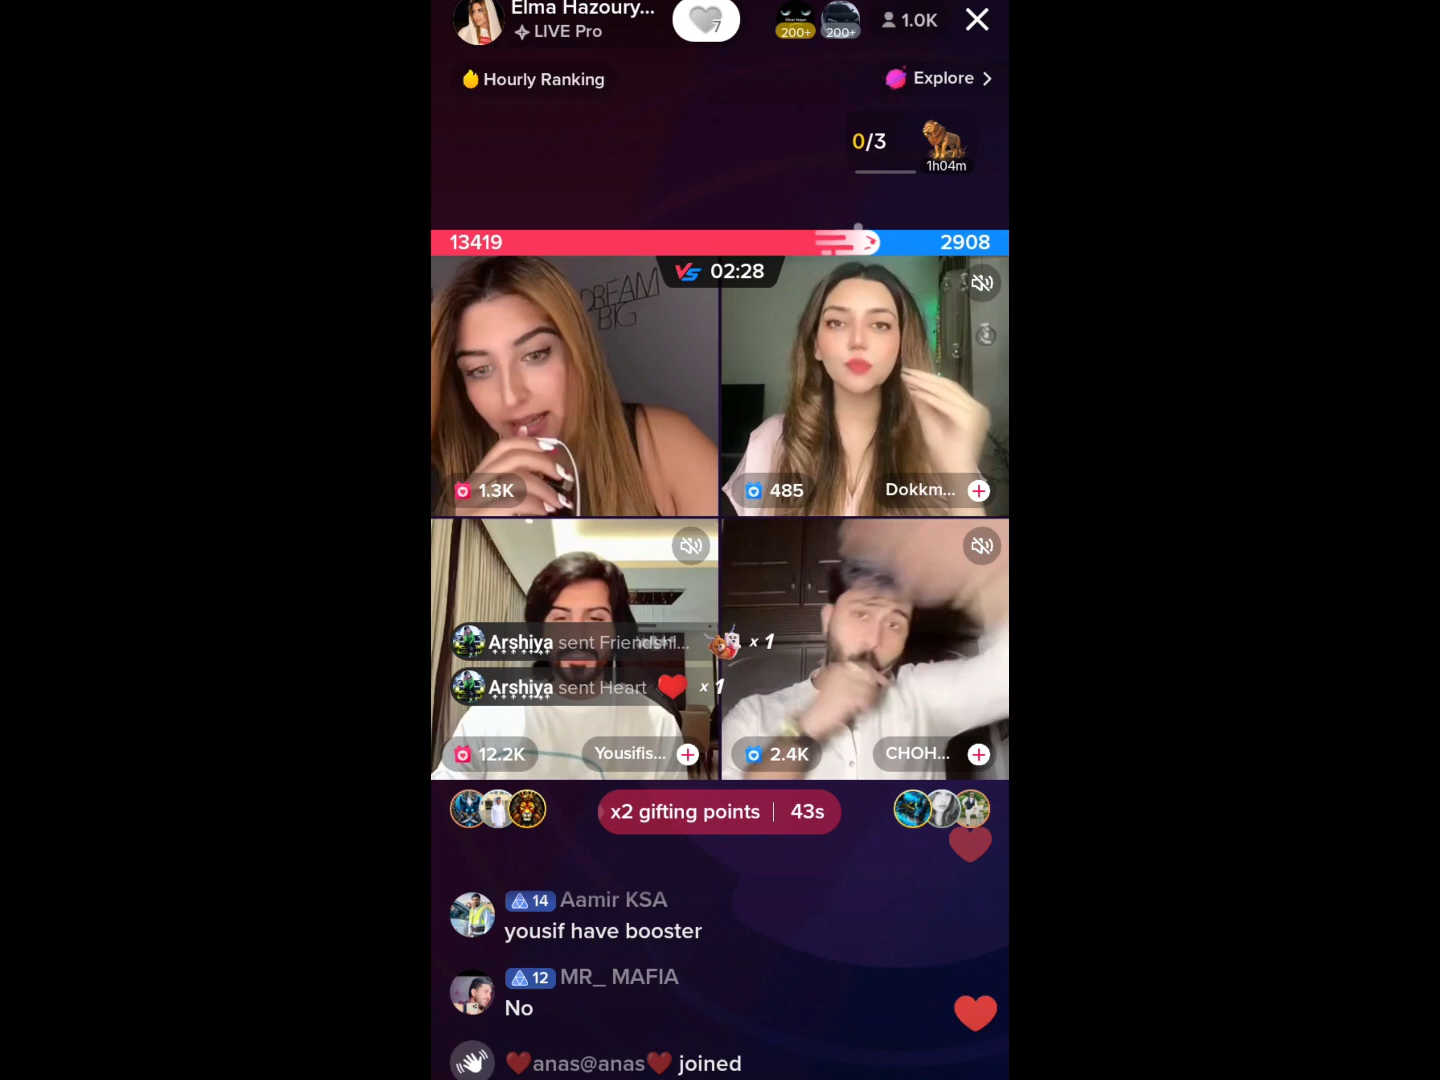 Elma Hazoury...
LIVE Pro
7
200+
200+
1.0K
Hourly Ranking
Explore >
0/3
1h04m
13419
2908
VS 02:28
DREAM
BIG
1.3K
485
Dokkm...
Arshiya sent Friendshi... x 1
Arshiya sent Heart x 1
12.2K
Yousifis...
2.4K
CHOH...
x2 gifting points | 43s
14 Aamir KSA
yousif have booster
12 MR_ MAFIA
No
❤anas@anas❤ joined